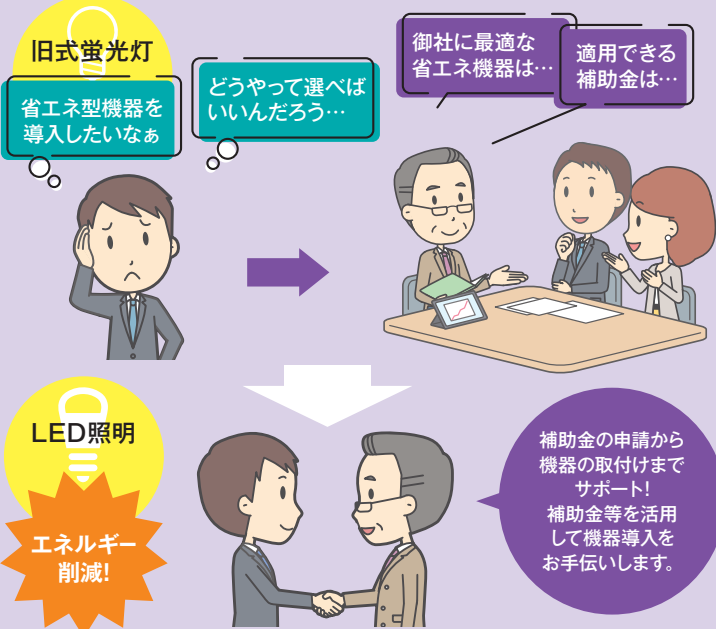 旧式蛍光灯
省エネ型機器を
導入したいなぁ
どうやって選べば
いいんだろう…
御社に最適な
省エネ機器は…
適用できる
補助金は…
LED照明
エネルギー
削減!
補助金の申請から
機器の取付けまで
サポート!
補助金等を活用
して機器導入を
お手伝いします。